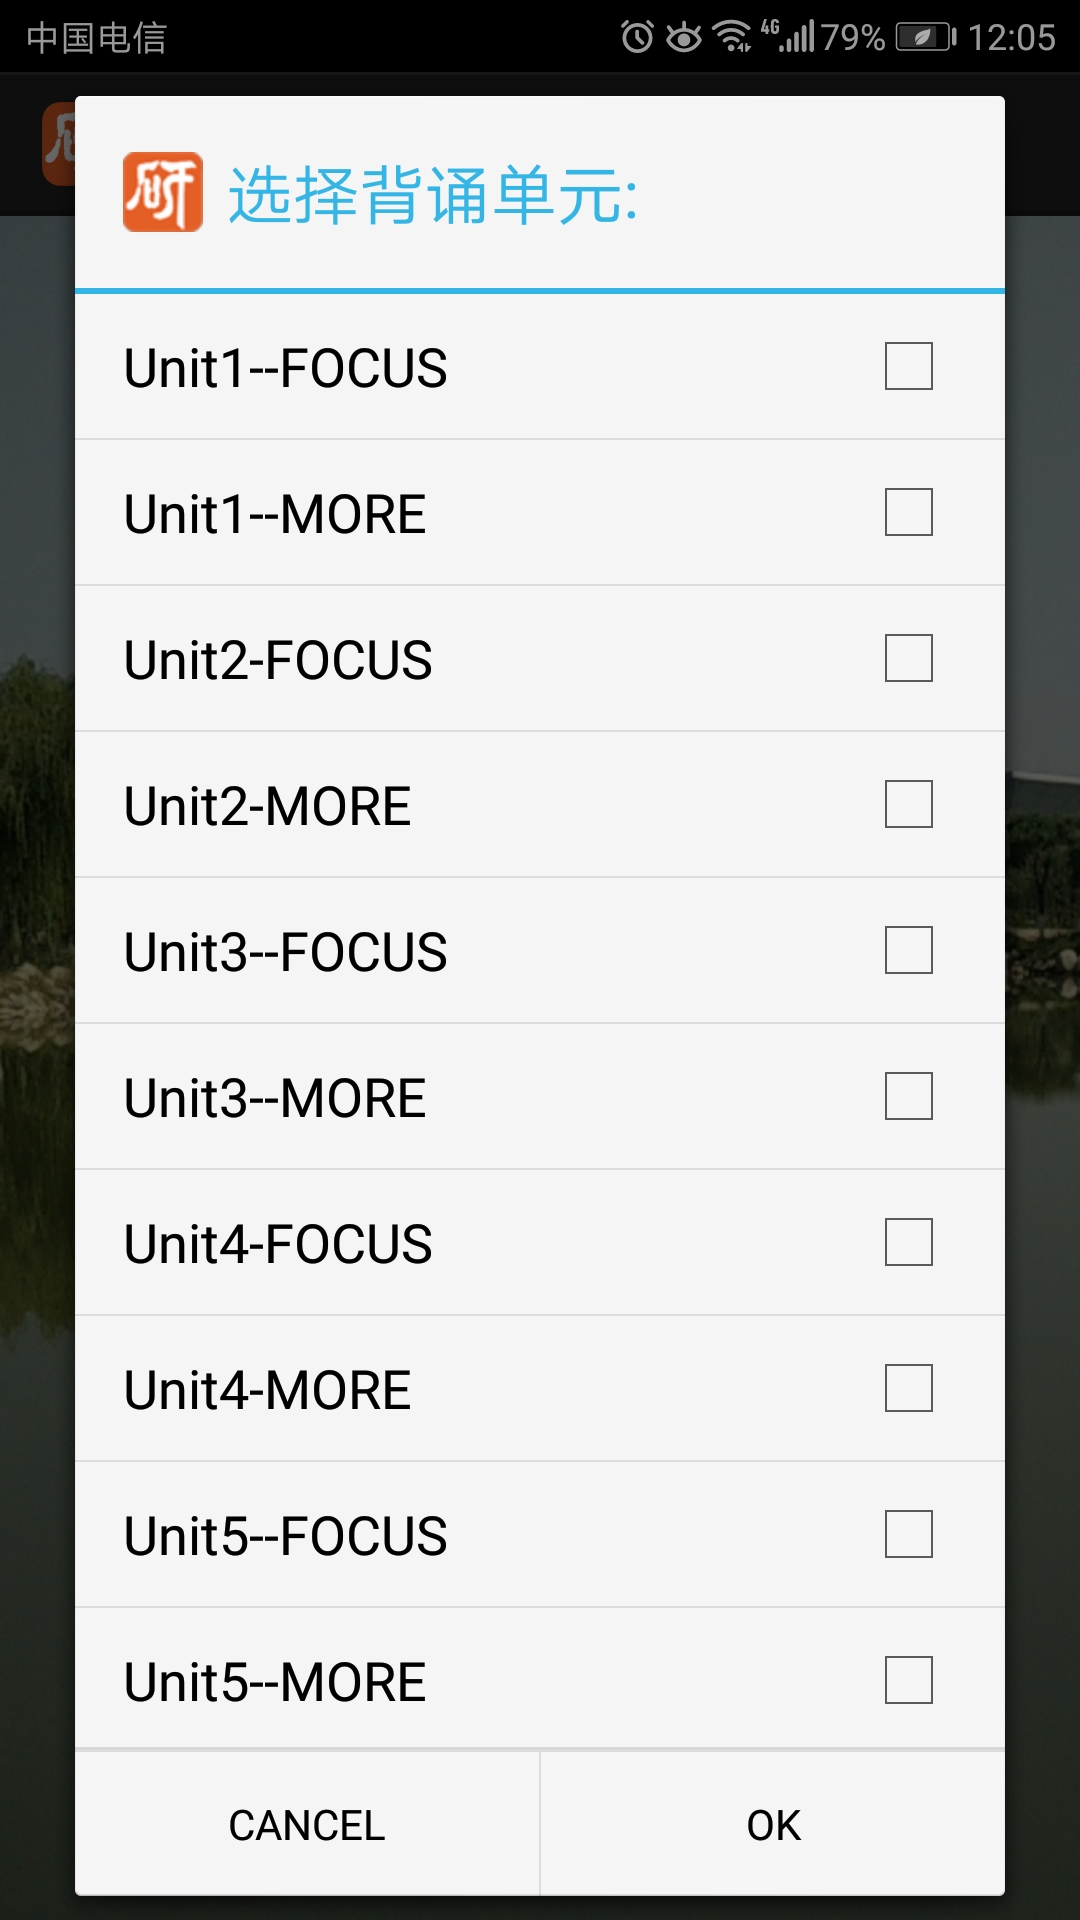 中国电信 4G 79% 12:05
研 选择背诵单元:
Unit1--FOCUS
Unit1--MORE
Unit2-FOCUS
Unit2-MORE
Unit3--FOCUS
Unit3--MORE
Unit4-FOCUS
Unit4-MORE
Unit5--FOCUS
Unit5--MORE
CANCEL OK